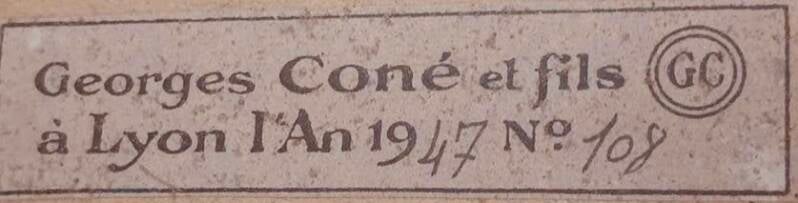 Georges Coné et fils GC
à Lyon l'An 1947 Nº 108